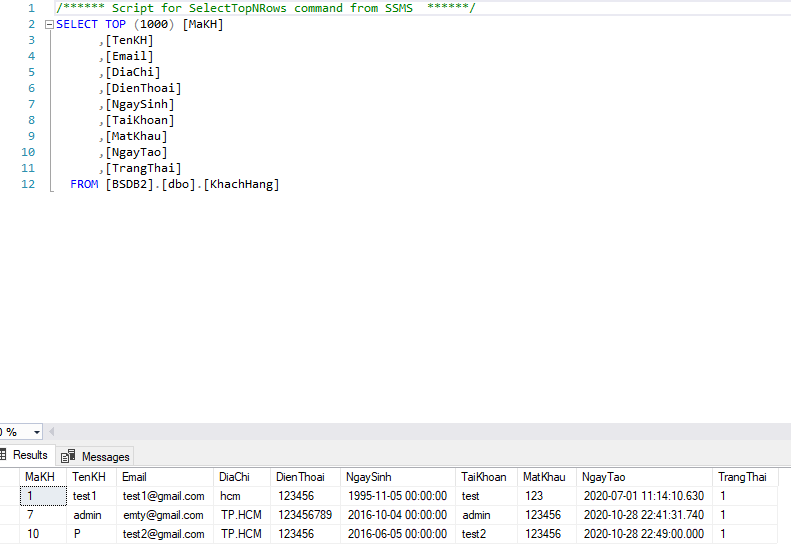 1 /****** Script for SelectTopNRows command from SSMS  ******/
2 SELECT TOP (1000) [MaKH]
3 ,[TenKH]
4 ,[Email]
5 ,[DiaChi]
6 ,[DienThoai]
7 ,[NgaySinh]
8 ,[TaiKhoan]
9 ,[MatKhau]
10 ,[NgayTao]
11 ,[TrangThai]
12 FROM [BSDB2].[dbo].[KhachHang]
0 %
Results Messages
MaKH TenKH Email DiaChi DienThoai NgaySinh TaiKhoan MatKhau NgayTao TrangThai
1 test1 test1@gmail.com hcm 123456 1995-11-05 00:00:00 test 123 2020-07-01 11:14:10.630 1
7 admin emty@gmail.com TP.HCM 123456789 2016-10-04 00:00:00 admin 123456 2020-10-28 22:41:31.740 1
10 P test2@gmail.com TP.HCM 123456 2016-06-05 00:00:00 test2 123456 2020-10-28 22:49:00.000 1